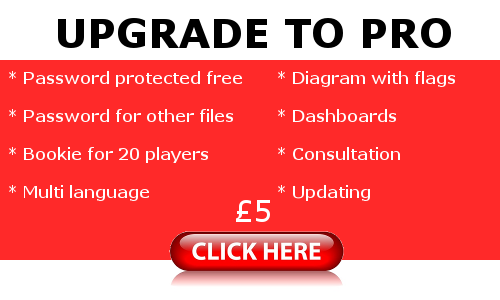 UPGRADE TO PRO
* Password protected free
* Password for other files
* Bookie for 20 players
* Multi language
* Diagram with flags
* Dashboards
* Consultation
* Updating
£5
CLICK HERE